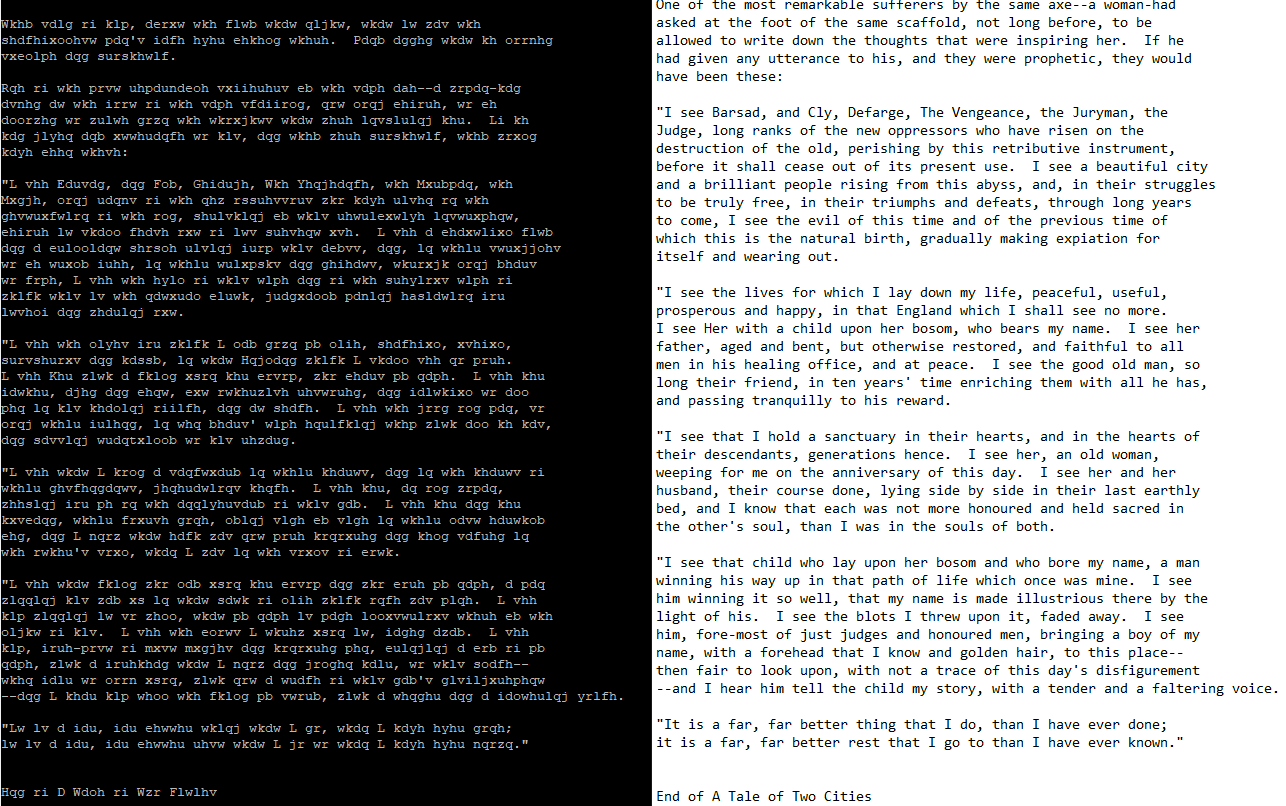 Wkhb vdlg ri klp, derxw wkh flwb wkdw qljkw, wkdw lw zdv wkh
shdfhixoohvw pdq'v idfh hyhu ehkhog wkhuh.  Pdqb dgghg wkdw kh orrnhg
vxeolph dqg surskhwlf.
Rqh ri wkh prvw uhpdundeoh vxiihuhuv eb wkh vdph dah--d zrpdq-kdg
dvnhg dw wkh irrw ri wkh vdph vfdiirog, qrw orqj ehiruh, wr eh
doorzhg wr zulwh grzq wkh wkrxjkwv wkdw zhuh lqvslulqj khu.  Li kh
kdg jlyhq dqb xwwhudqfh wr klv, dqg wkhb zhuh surskhwlf, wkhb zrxog
kdyh ehhq wkhvh:
"L vhh Eduvdg, dqg Fob, Ghidujh, Wkh Yhqjhdqfh, wkh Mxubpdq, wkh
Mxgjh, orqj udqnv ri wkh qhz rssuhvvruv zkr kdyh ulvhq rq wkh
ghvwuxfwlrq ri wkh rog, shulvklqj eb wklv uhwulexwlyh lqvwuxphqw,
ehiruh lw vkdoo fhdvh rxw ri lwv suhvhqw xvh.  L vhh d ehdxwlixo flwb
dqg d eulooldqw shrsoh ulvlqj iurp wklv debvv, dqg, lq wkhlu vwuxjjohv
wr eh wuxob iuhh, lq wkhlu wulxpskv dqg ghihdwv, wkurxjk orqj bhduv
wr frph, L vhh wkh hylo ri wklv wlph dqg ri wkh suhylrxv wlph ri
zklfk wklv lv wkh qdwxudo eluwk, judgxdoob pdnlqj hasldwlrq iru
lwvhoi dqg zhdulqj rxw.
"L vhh wkh olyhv iru zklfk L odb grzq pb olih, shdfhixo, xvhixo,
survshurxv dqg kdssb, lq wkdw Hqjodqg zklfk L vkdoo vhh qr pruh.
L vhh Khu zlwk d fklog xsrq khu ervrp, zkr ehduv pb qdph.  L vhh khu
idwkhu, djhg dqg ehqw, exw rwkhuzlvh uhvwruhg, dqg idlwkixo wr doo
phq lq klv khdolqj riilfh, dqg dw shdfh.  L vhh wkh jrrg rog pdq, vr
orqj wkhlu iulhqg, lq whq bhduv' wlph hqulfklqj wkhp zlwk doo kh kdv,
dqg sdvvlqj wudqtxloob wr klv uhzdug.
"L vhh wkdw L krog d vdqfwxdub lq wkhlu khduwv, dqg lq wkh khduwv ri
wkhlu ghvfhqgdqwv, jhqhudwlrqv khqfh.  L vhh khu, dq rog zrpdq,
zhhslqj iru ph rq wkh dqqlyhuvdub ri wklv gdb.  L vhh khu dqg khu
kxvedqg, wkhlu frxuvh grqh, oblqj vlgh eb vlgh lq wkhlu odvw hduwkob
ehg, dqg L nqrz wkdw hdfk zdv qrw pruh krqrxuhg dqg khog vdfuhg lq
wkh rwkhu'v vrxo, wkdq L zdv lq wkh vrxov ri erwk.
"L vhh wkdw fklog zkr odb xsrq khu ervrp dqg zkr eruh pb qdph, d pdq
zlqqlqj klv zdb xs lq wkdw sdwk ri olih zklfk rqfh zdv plqh.  L vhh
klp zlqqlqj lw vr zhoo, wkdw pb qdph lv pdgh looxvwulrxv wkhuh eb wkh
oljkw ri klv.  L vhh wkh eorwv L wkuhz xsrq lw, idghg dzdb.  L vhh
klp, iruh-prvw ri mxvw mxgjhv dqg krqrxuhg phq, eulqjlqj d erb ri pb
qdph, zlwk d iruhkhdg wkdw L nqrz dqg jroghq kdlu, wr wklv sodfh--
wkhq idlu wr orrn xsrq, zlwk qrw d wudfh ri wklv gdb'v glviljxuhphqw
--dqg L khdu klp whoo wkh fklog pb vwrub, zlwk d whqghu dqg d idowhulqj yrlfh.
"Lw lv d idu, idu ehwwhu wklqj wkdw L gr, wkdq L kdyh hyhu grqh;
lw lv d idu, idu ehwwhu uhvw wkdw L jr wr wkdq L kdyh hyhu nqrzq."
Hqg ri D Wdoh ri Wzr Flwlhv
One of the most remarkable sufferers by the same axe--a woman-had
asked at the foot of the same scaffold, not long before, to be
allowed to write down the thoughts that were inspiring her.  If he
had given any utterance to his, and they were prophetic, they would
have been these:
"I see Barsad, and Cly, Defarge, The Vengeance, the Juryman, the
Judge, long ranks of the new oppressors who have risen on the
destruction of the old, perishing by this retributive instrument,
before it shall cease out of its present use.  I see a beautiful city
and a brilliant people rising from this abyss, and, in their struggles
to be truly free, in their triumphs and defeats, through long years
to come, I see the evil of this time and of the previous time of
which this is the natural birth, gradually making expiation for
itself and wearing out.
"I see the lives for which I lay down my life, peaceful, useful,
prosperous and happy, in that England which I shall see no more.
I see Her with a child upon her bosom, who bears my name.  I see her
father, aged and bent, but otherwise restored, and faithful to all
men in his healing office, and at peace.  I see the good old man, so
long their friend, in ten years' time enriching them with all he has,
and passing tranquilly to his reward.
"I see that I hold a sanctuary in their hearts, and in the hearts of
their descendants, generations hence.  I see her, an old woman,
weeping for me on the anniversary of this day.  I see her and her
husband, their course done, lying side by side in their last earthly
bed, and I know that each was not more honoured and held sacred in
the other's soul, than I was in the souls of both.
"I see that child who lay upon her bosom and who bore my name, a man
winning his way up in that path of life which once was mine.  I see
him winning it so well, that my name is made illustrious there by the
light of his.  I see the blots I threw upon it, faded away.  I see
him, fore-most of just judges and honoured men, bringing a boy of my
name, with a forehead that I know and golden hair, to this place--
then fair to look upon, with not a trace of this day's disfigurement
--and I hear him tell the child my story, with a tender and a faltering voice.
"It is a far, far better thing that I do, than I have ever done;
it is a far, far better rest that I go to than I have ever known."
End of A Tale of Two Cities